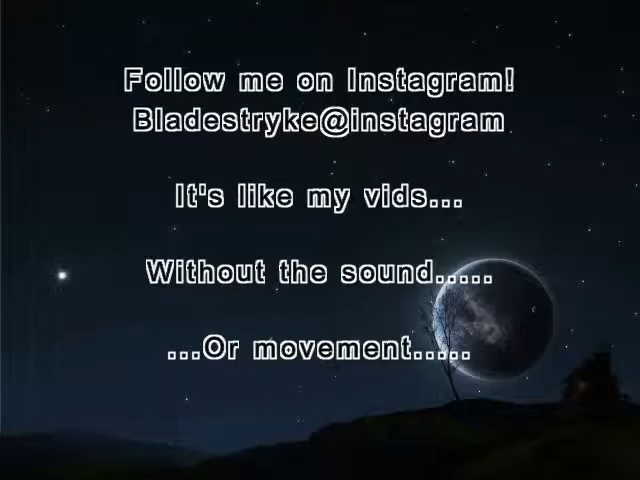 Follow me on Instagram!
Bladestryke@instagram
It's like my vids...
Without the sound.....
...Or movement.....